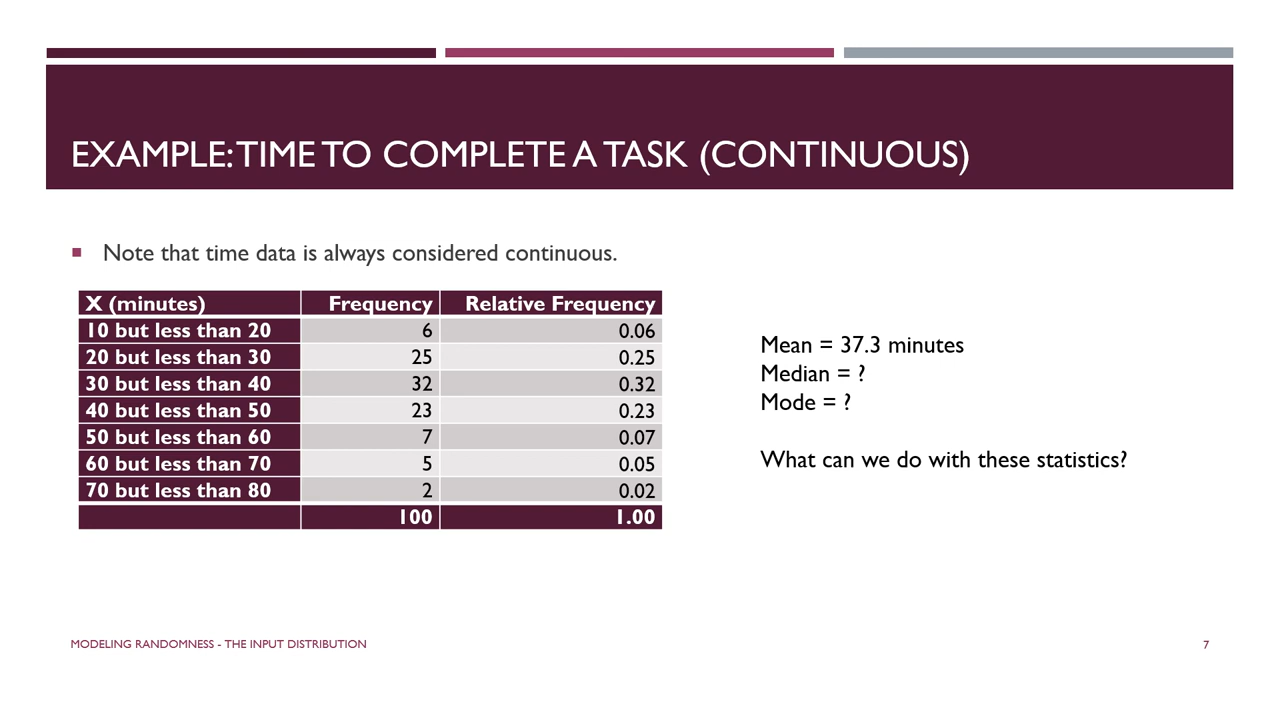 EXAMPLE: TIME TO COMPLETE A TASK (CONTINUOUS)
Note that time data is always considered continuous.
X (minutes) Frequency Relative Frequency
10 but less than 20 6 0.06
20 but less than 30 25 0.25
30 but less than 40 32 0.32
40 but less than 50 23 0.23
50 but less than 60 7 0.07
60 but less than 70 5 0.05
70 but less than 80 2 0.02
100 1.00
Mean = 37.3 minutes
Median = ?
Mode = ?
What can we do with these statistics?
MODELING RANDOMNESS - THE INPUT DISTRIBUTION
7